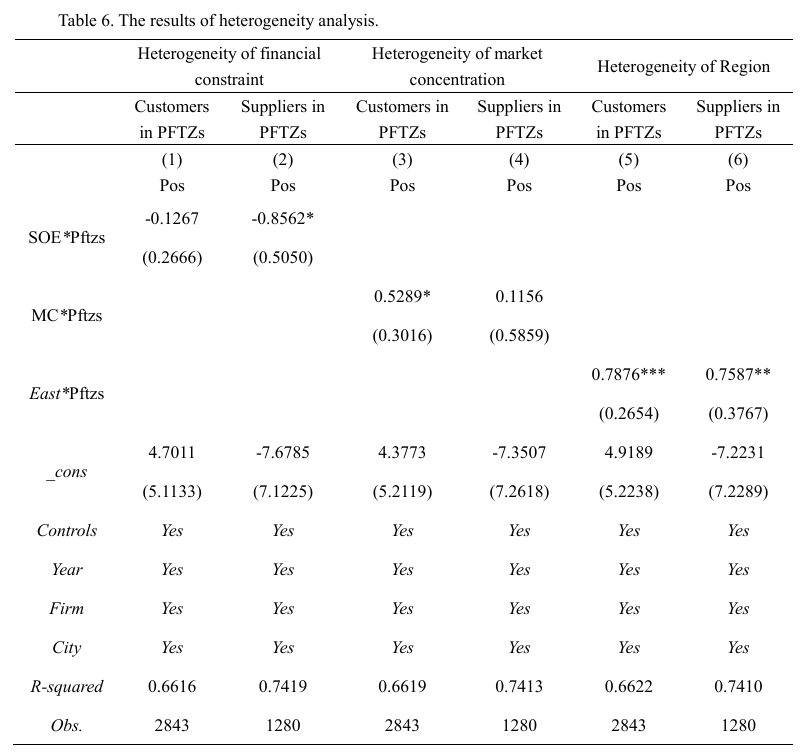 Table 6. The results of heterogeneity analysis.
Heterogeneity of financial constraint Heterogeneity of market concentration Heterogeneity of Region
Customers in PFTZs Suppliers in PFTZs Customers in PFTZs Suppliers in PFTZs Customers in PFTZs Suppliers in PFTZs
(1) (2) (3) (4) (5) (6)
Pos Pos Pos Pos Pos Pos
SOE*Pftzs -0.1267 -0.8562*
(0.2666) (0.5050)
MC*Pftzs 0.5289* 0.1156
(0.3016) (0.5859)
East*Pftzs 0.7876*** 0.7587**
(0.2654) (0.3767)
_cons 4.7011 -7.6785 4.3773 -7.3507 4.9189 -7.2231
(5.1133) (7.1225) (5.2119) (7.2618) (5.2238) (7.2289)
Controls Yes Yes Yes Yes Yes Yes
Year Yes Yes Yes Yes Yes Yes
Firm Yes Yes Yes Yes Yes Yes
City Yes Yes Yes Yes Yes Yes
R-squared 0.6616 0.7419 0.6619 0.7413 0.6622 0.7410
Obs. 2843 1280 2843 1280 2843 1280